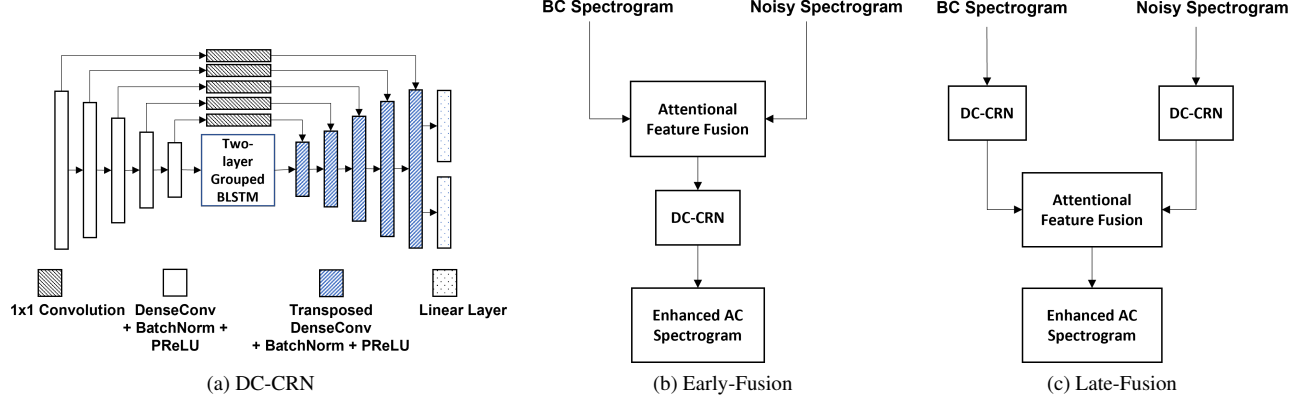 Two-
layer
Grouped
BLSTM
1x1 Convolution
DenseConv
+ BatchNorm +
PReLU
Transposed
DenseConv
+ BatchNorm + PReLU
Linear Layer
(a) DC-CRN
BC Spectrogram
Noisy Spectrogram
Attentional
Feature Fusion
DC-CRN
Enhanced AC
Spectrogram
(b) Early-Fusion
BC Spectrogram
Noisy Spectrogram
DC-CRN
DC-CRN
Attentional
Feature Fusion
Enhanced AC
Spectrogram
(c) Late-Fusion